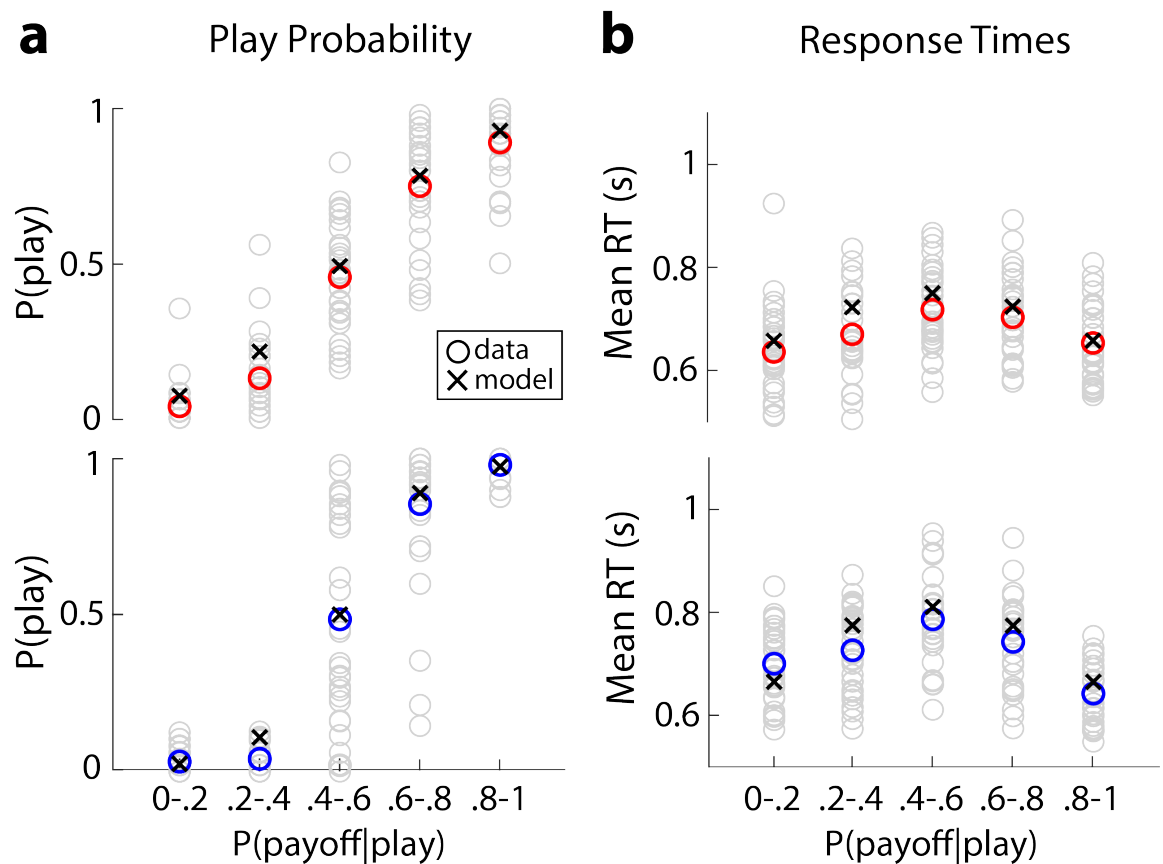 a
Play Probability
b
Response Times
P(play)
1
0.5
0
data
model
Mean RT (s)
1
0.8
0.6
P(play)
1
0.5
0
0-.2 .2-.4 .4-.6 .6-.8 .8-1
P(payoff|play)
Mean RT (s)
1
0.8
0.6
0-.2 .2-.4 .4-.6 .6-.8 .8-1
P(payoff|play)